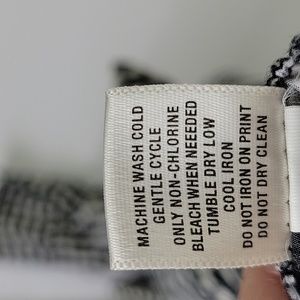 MACHINE WASH COLD
GENTLE CYCLE
ONLY NON-CHLORINE
BLEACH WHEN NEEEDED
TUMBLE DRY LOW
COOL IRON
DO NOT IRON ON PRINT
DO NOT DRY CLEAN